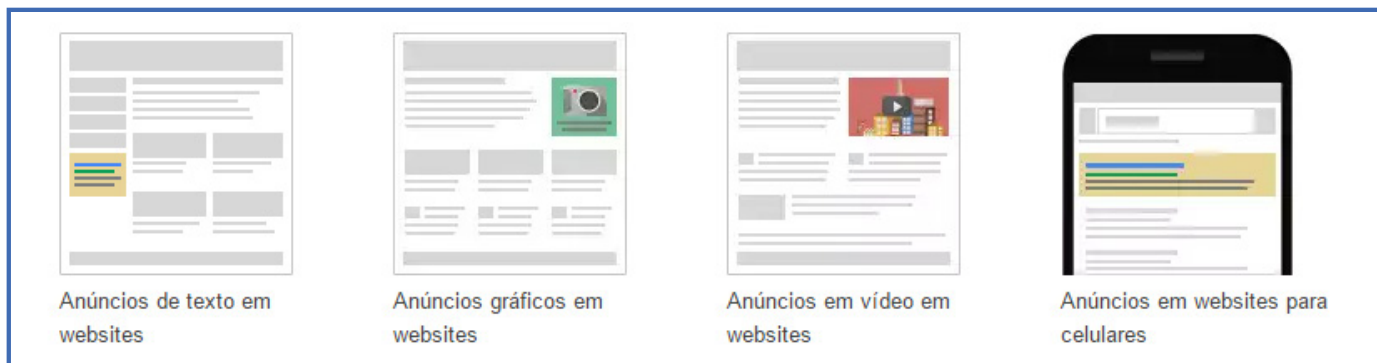 Anúncios de texto em
websites
Anúncios gráficos em
websites
Anúncios em vídeo em
websites
Anúncios em websites para
celulares